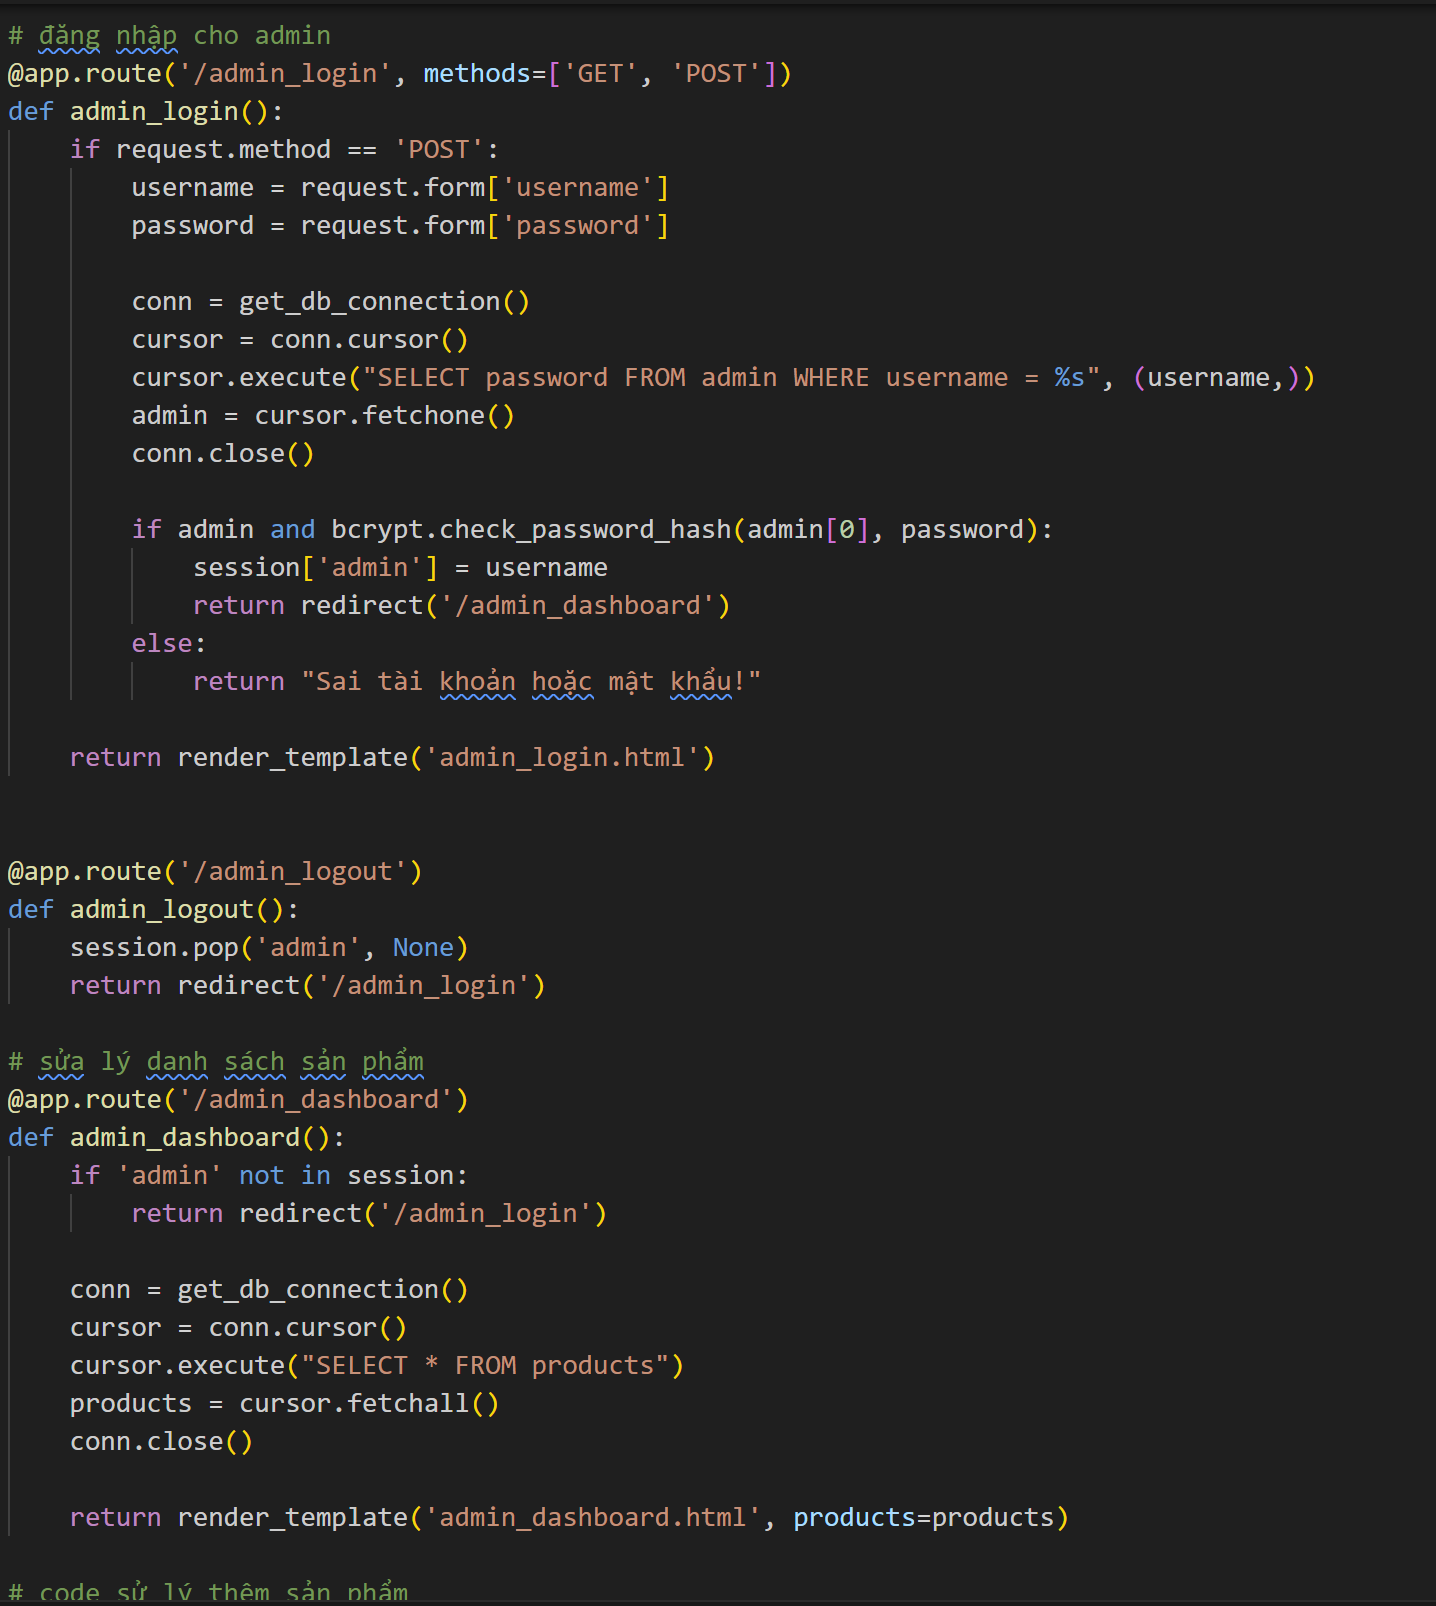 # đăng nhập cho admin
@app.route('/admin_login', methods=['GET', 'POST'])
def admin_login():
    if request.method == 'POST':
        username = request.form['username']
        password = request.form['password']

        conn = get_db_connection()
        cursor = conn.cursor()
        cursor.execute("SELECT password FROM admin WHERE username = %s", (username,))
        admin = cursor.fetchone()
        conn.close()

        if admin and bcrypt.check_password_hash(admin[0], password):
            session['admin'] = username
            return redirect('/admin_dashboard')
        else:
            return "Sai tài khoản hoặc mật khẩu!"

    return render_template('admin_login.html')


@app.route('/admin_logout')
def admin_logout():
    session.pop('admin', None)
    return redirect('/admin_login')

# sửa lý danh sách sản phẩm
@app.route('/admin_dashboard')
def admin_dashboard():
    if 'admin' not in session:
        return redirect('/admin_login')

    conn = get_db_connection()
    cursor = conn.cursor()
    cursor.execute("SELECT * FROM products")
    products = cursor.fetchall()
    conn.close()

    return render_template('admin_dashboard.html', products=products)

# code sử lý thêm sản phẩm